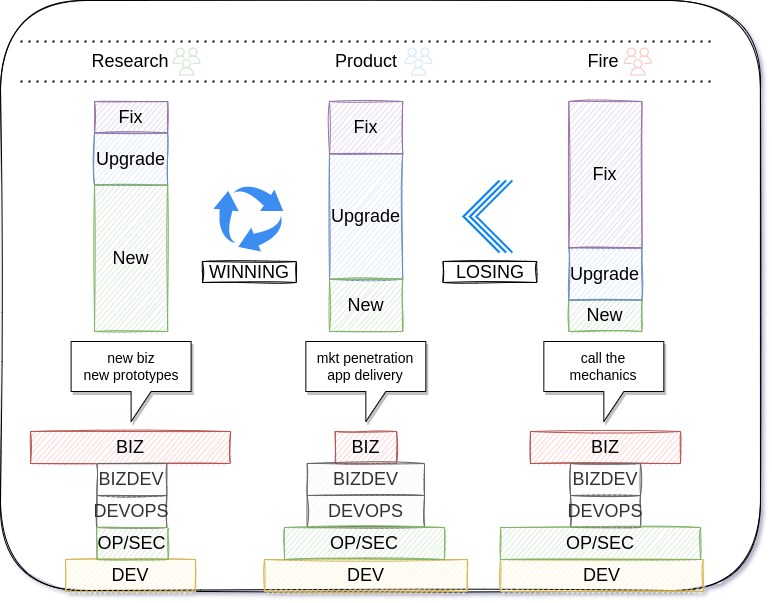 Research
Product
Fire
Fix
Upgrade
New
WINNING
Fix
Upgrade
New
LOSING
Fix
Upgrade
New
new biz
new prototypes
mkt penetration
app delivery
call the
mechanics
BIZ
BIZDEV
DEVOPS
OP/SEC
DEV
BIZ
BIZDEV
DEVOPS
OP/SEC
DEV
BIZ
BIZDEV
DEVOPS
OP/SEC
DEV